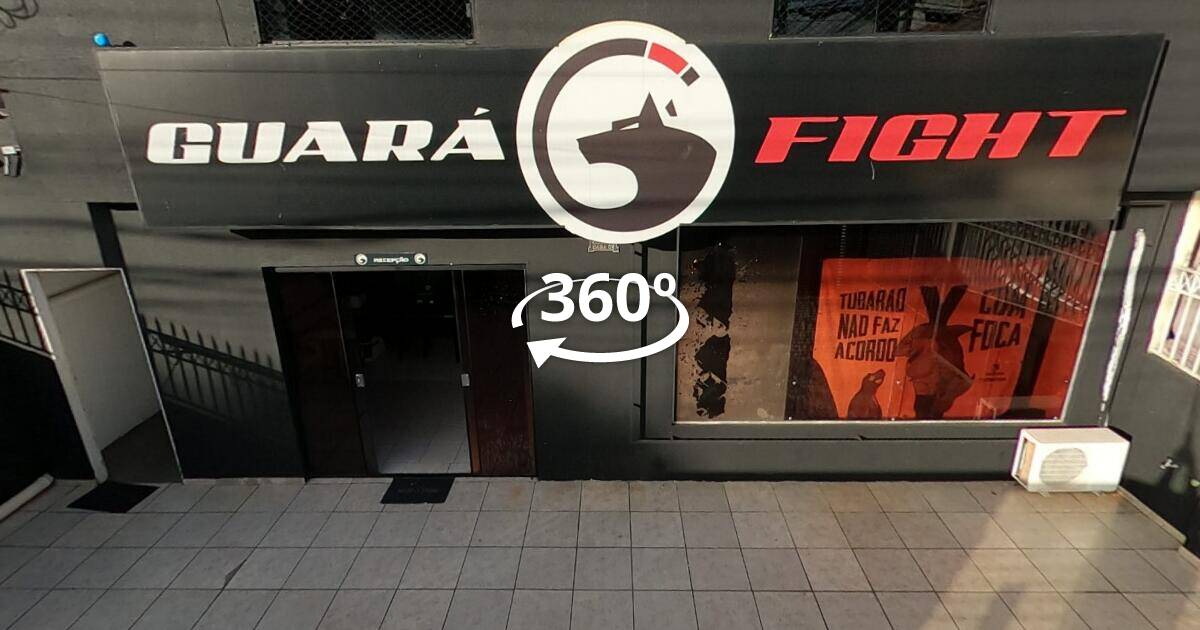 GUARÁ FIGHT
RECEPÇÃO
360º
TUBARÃO
NÃO FAZ
ACORDO
COM
FOCA